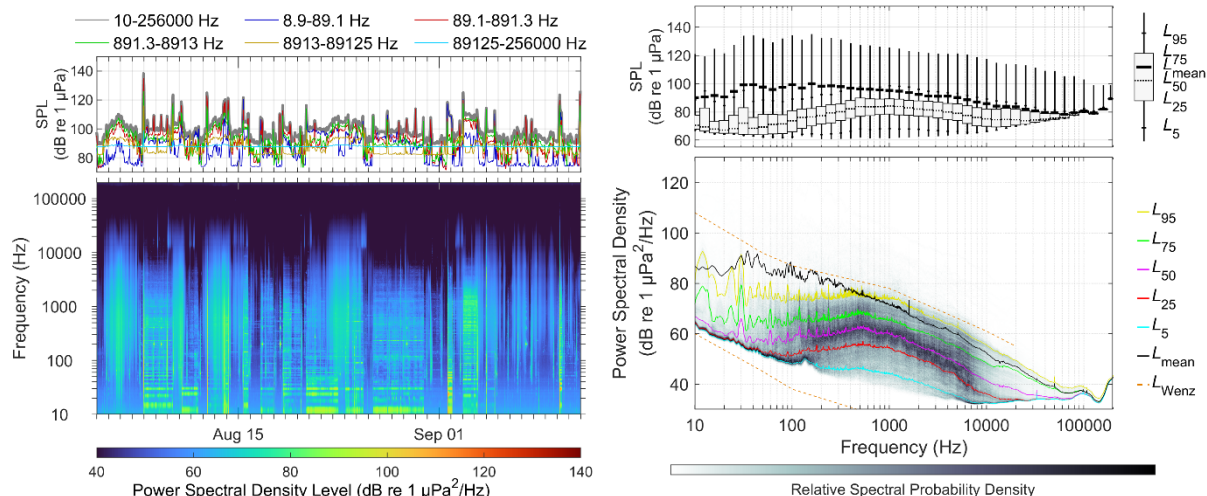 10-256000 Hz 8.9-89.1 Hz 89.1-891.3 Hz
891.3-8913 Hz 8913-89125 Hz 89125-256000 Hz
SPL
(dB re 1 μPa)
140
120
100
80
Frequency (Hz)
100000
10000
1000
100
10
Aug 15 Sep 01
40 60 80 100 120 140
Power Spectral Density Level (dB re 1 μPa²/Hz)
SPL
(dB re 1 μPa)
140
120
100
80
60
L95
L75
Lmean
L50
L25
L5
Power Spectral Density
(dB re 1 μPa²/Hz)
120
100
80
60
40
10 100 1000 10000 100000
Frequency (Hz)
L95
L75
L50
L25
L5
Lmean
LWenz
Relative Spectral Probability Density